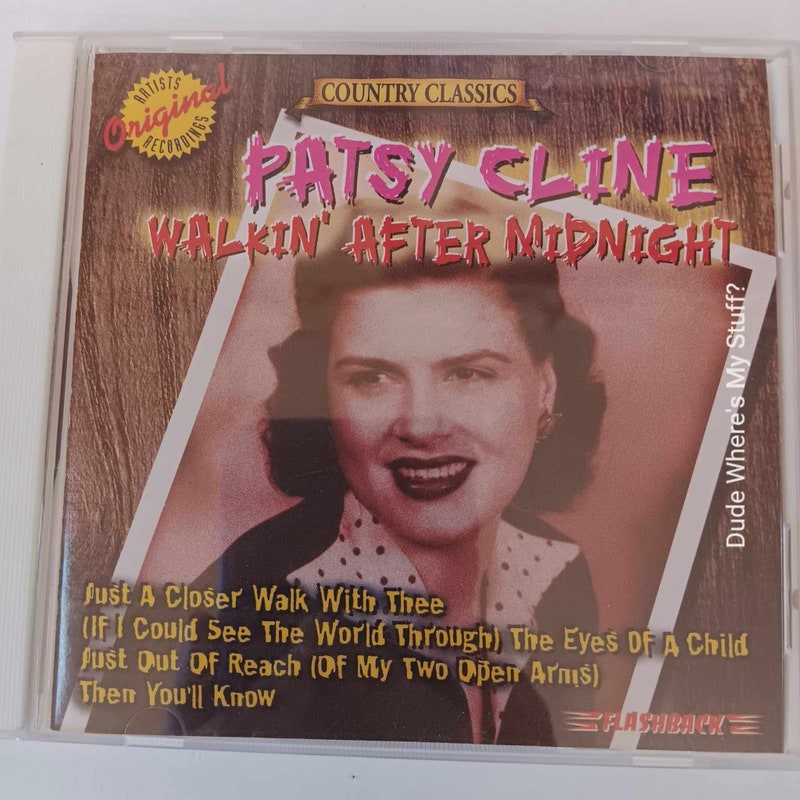 ARTISTS
Original
RECORDINGS
COUNTRY CLASSICS
PATSY CLINE
WALKIN' AFTER MIDNIGHT
Dude Where's My Stuff?
Just A Closer Walk With Thee
(If I Could See The World Through) The Eyes Of A Child
Just Out Of Reach (Of My Two Open Arms)
Then You'll Know
FLASHBACK